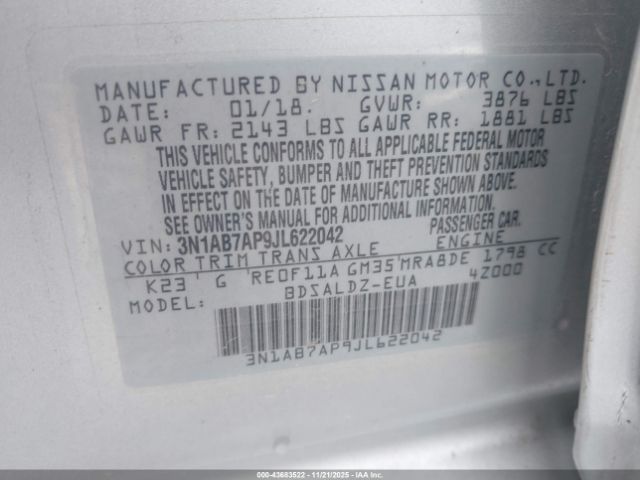 MANUFACTURED BY NISSAN MOTOR CO.,LTD.
DATE: 01/18. GVWR: 3876 LBS
GAWR FR: 2143 LBS GAWR RR: 1881 LBS
THIS VEHICLE CONFORMS TO ALL APPLICABLE FEDERAL MOTOR
VEHICLE SAFETY, BUMPER AND THEFT PREVENTION STANDARDS
IN EFFECT ON THE DATE OF MANUFACTURE SHOWN ABOVE.
SEE OWNER'S MANUAL FOR ADDITIONAL INFORMATION.
VIN: 3N1AB7AP9JL622042 PASSENGER CAR.
COLOR TRIM TRANS AXLE ENGINE
K23' G 'RE0F11A GM35'MRA8DE 1798 CC
MODEL: BDSALDZ-EUA 4Z000
3N1AB7AP9JL622042
000-43683522 - 11/21/2025 - IAA Inc.